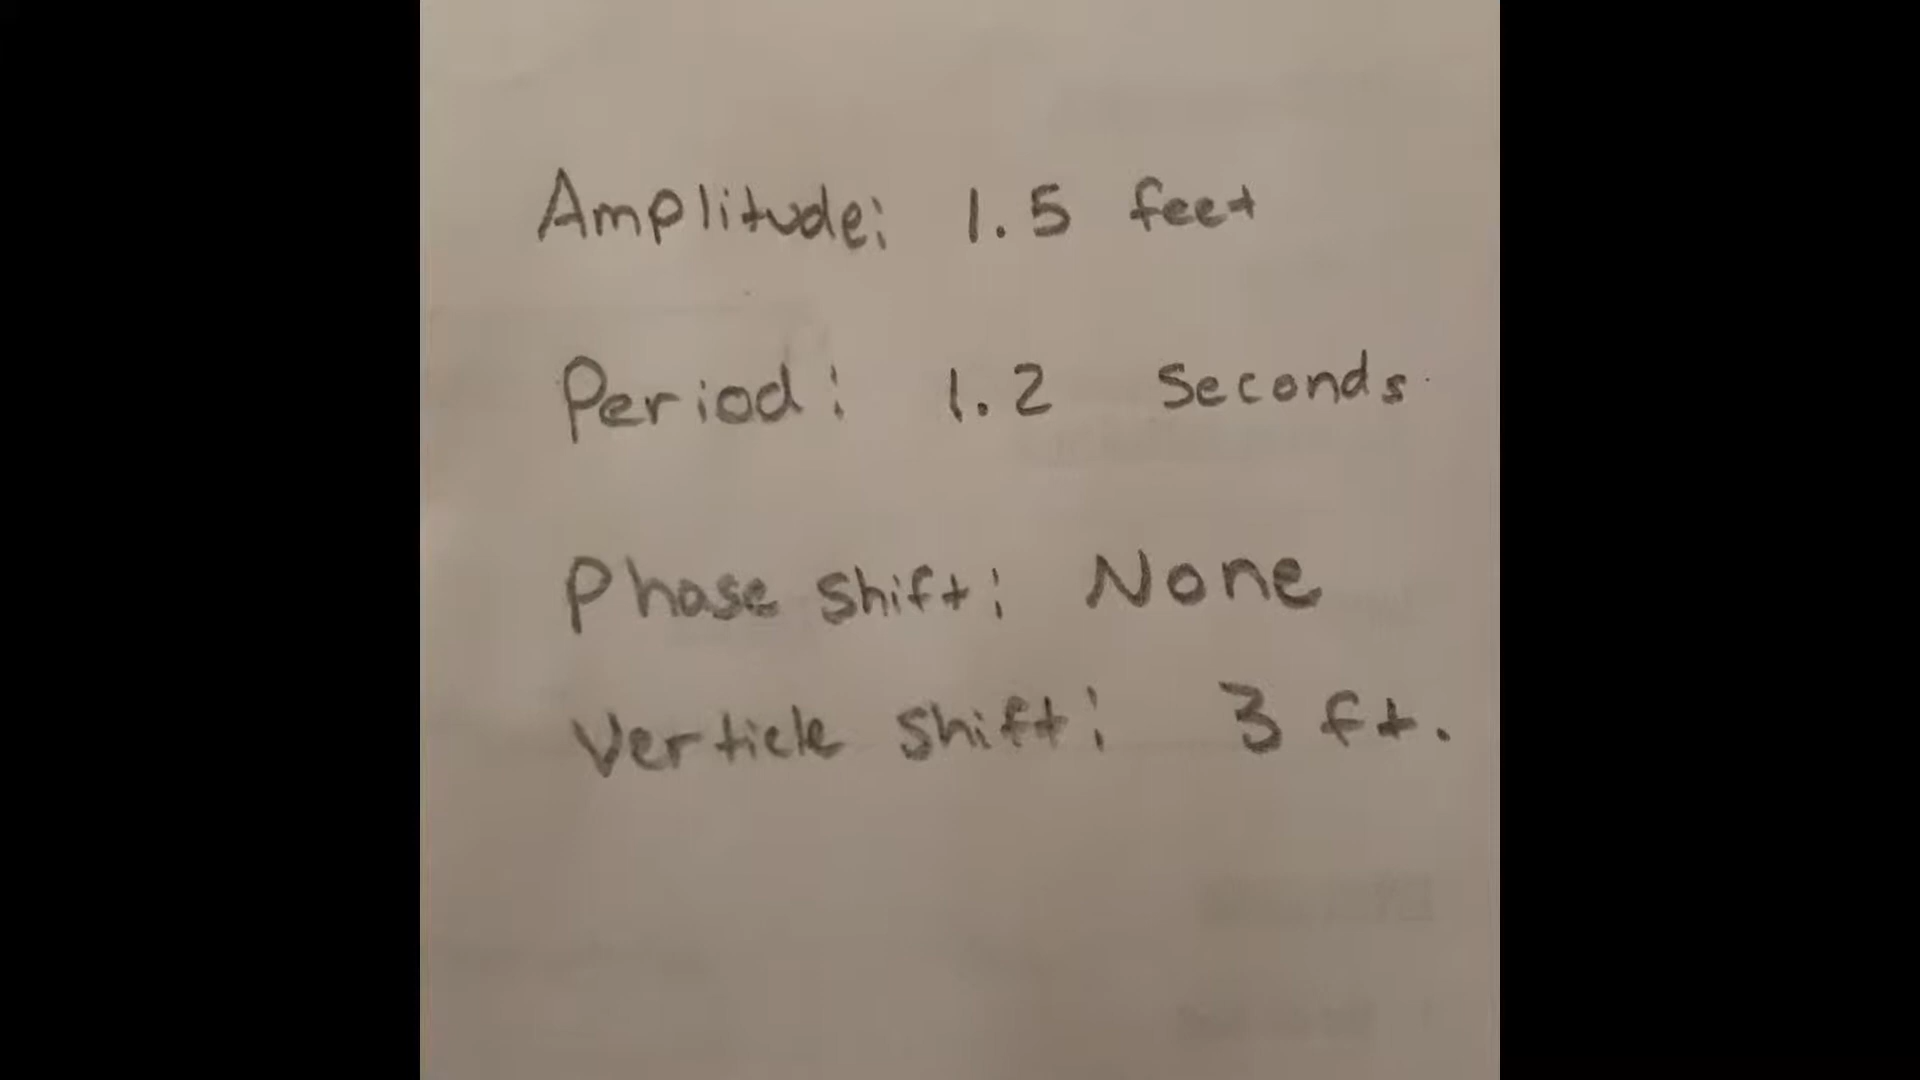 Amplitude: 1.5 feet
Period: 1.2 Seconds
Phase shift: None
Verticle shift: 3 ft.